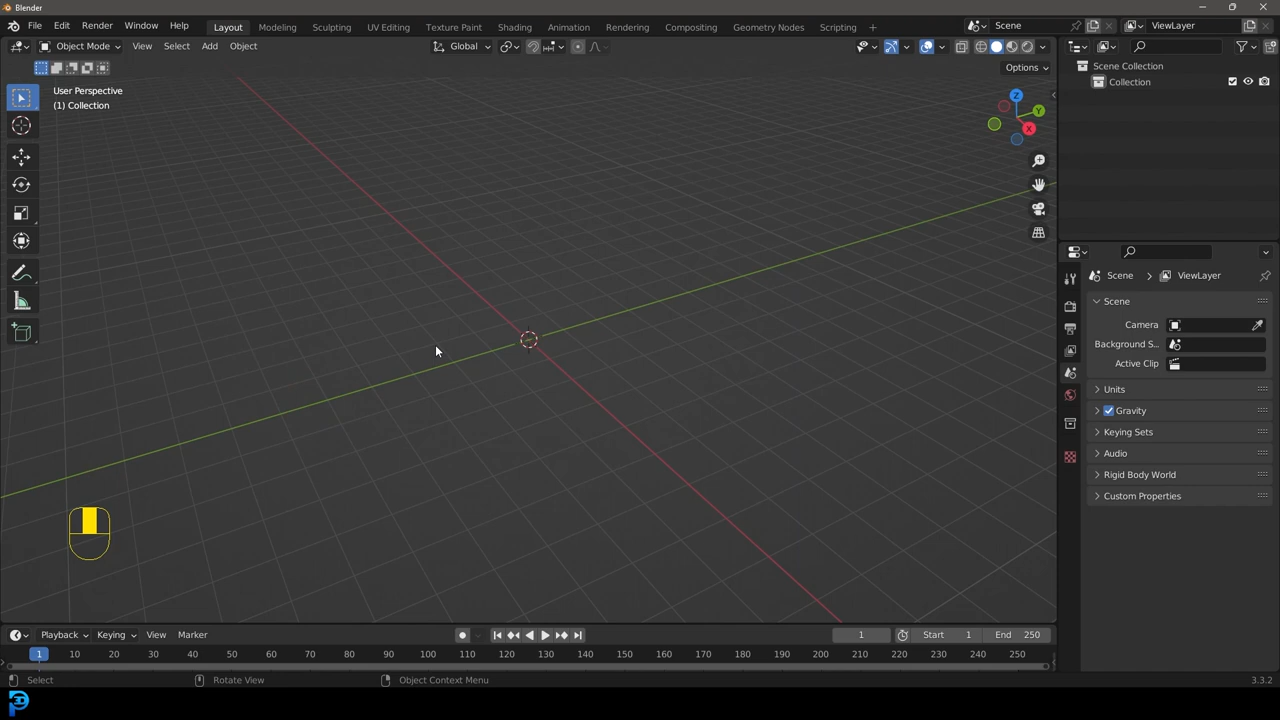 Blender
File Edit Render Window Help Layout Modeling Sculpting UV Editing Texture Paint Shading Animation Rendering Compositing Geometry Nodes Scripting + Scene ViewLayer
Object Mode View Select Add Object Global
Options
User Perspective
(1) Collection
Z
Y
X
Scene Collection
Collection
Scene ViewLayer
Scene
Camera
Background S...
Active Clip
Units
Gravity
Keying Sets
Audio
Rigid Body World
Custom Properties
Playback Keying View Marker 1 Start 1 End 250
1 10 20 30 40 50 60 70 80 90 100 110 120 130 140 150 160 170 180 190 200 210 220 230 240 250
Select Rotate View Object Context Menu 3.3.2